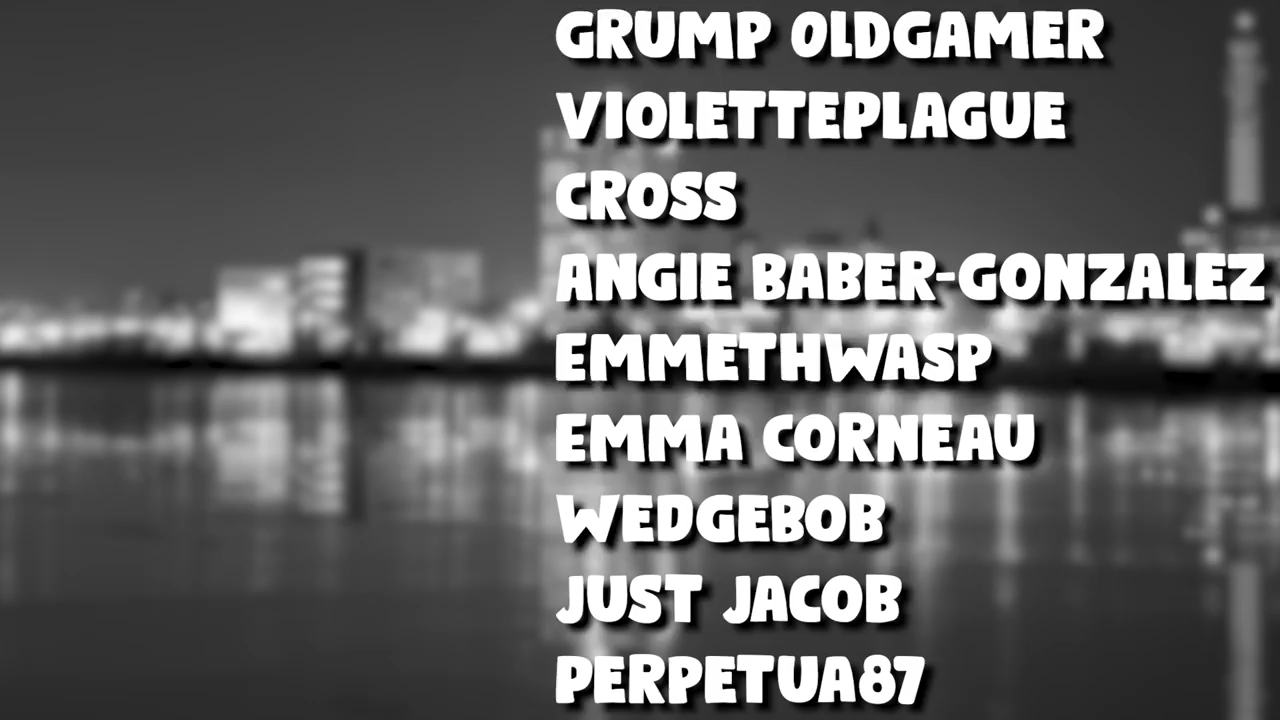 GRUMP OLDGAMER
VIOLETTEPLAGUE
CROSS
ANGIE BABER-GONZALEZ
EMMETHWASP
EMMA CORNEAU
WEDGEBOB
JUST JACOB
PERPETUA87